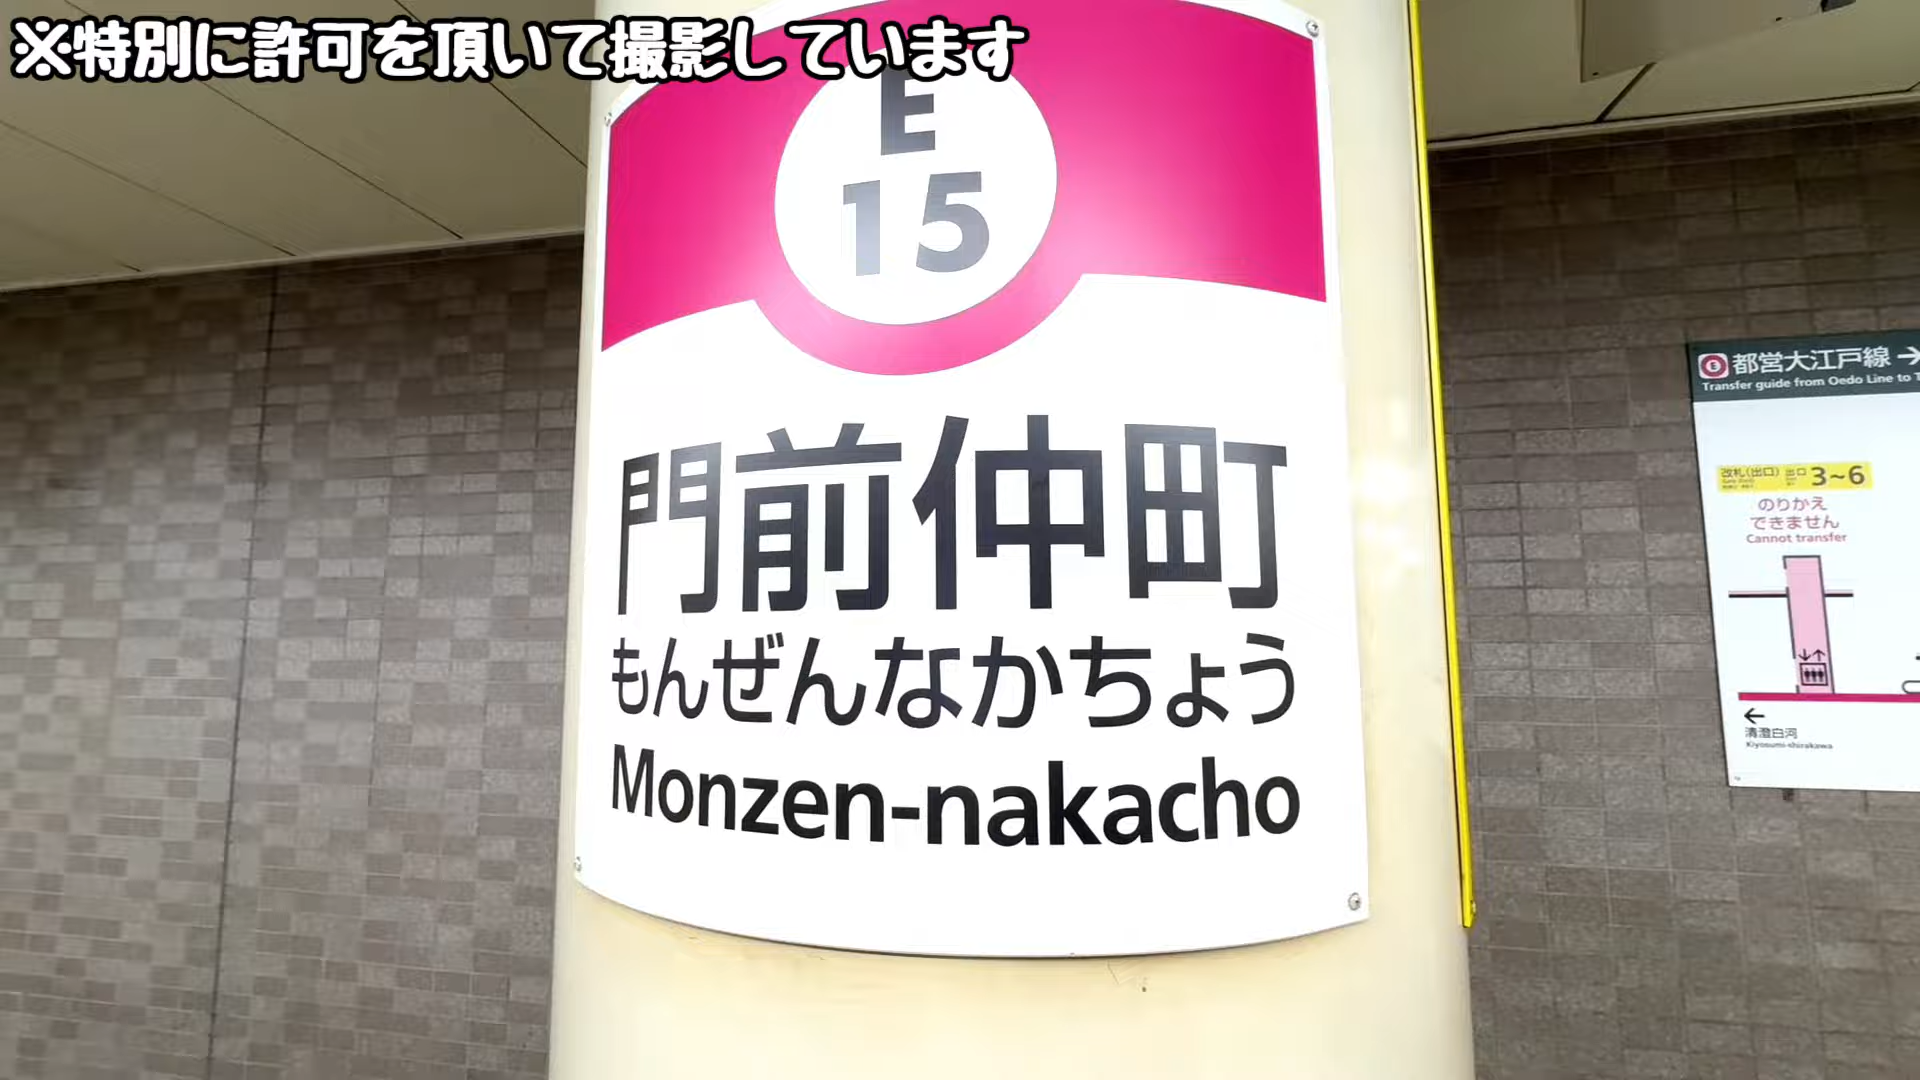 ※特別に許可を頂いて撮影しています
E
15
門前仲町
もんぜんなかちょう
Monzen-nakacho
E 都営大江戸線 →
Transfer guide from Oedo Line to
改札(出口) 出口 3~6
のりかえ
できません
Cannot transfer
←
清澄白河
Kiyosumi-shirakawa